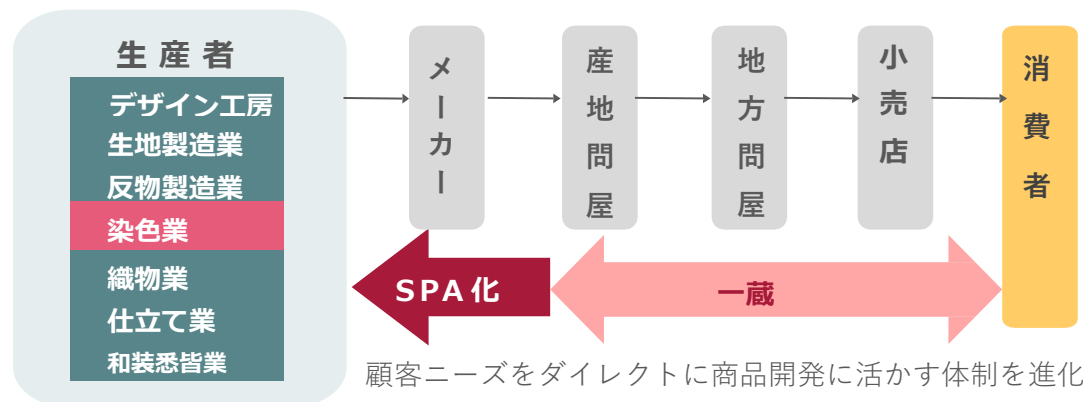 生産者
デザイン工房
生地製造業
反物製造業
染色業
織物業
仕立て業
和装悉皆業
メーカー
産地問屋
地方問屋
小売店
消費者
SPA化
一蔵
顧客ニーズをダイレクトに商品開発に活かす体制を進化